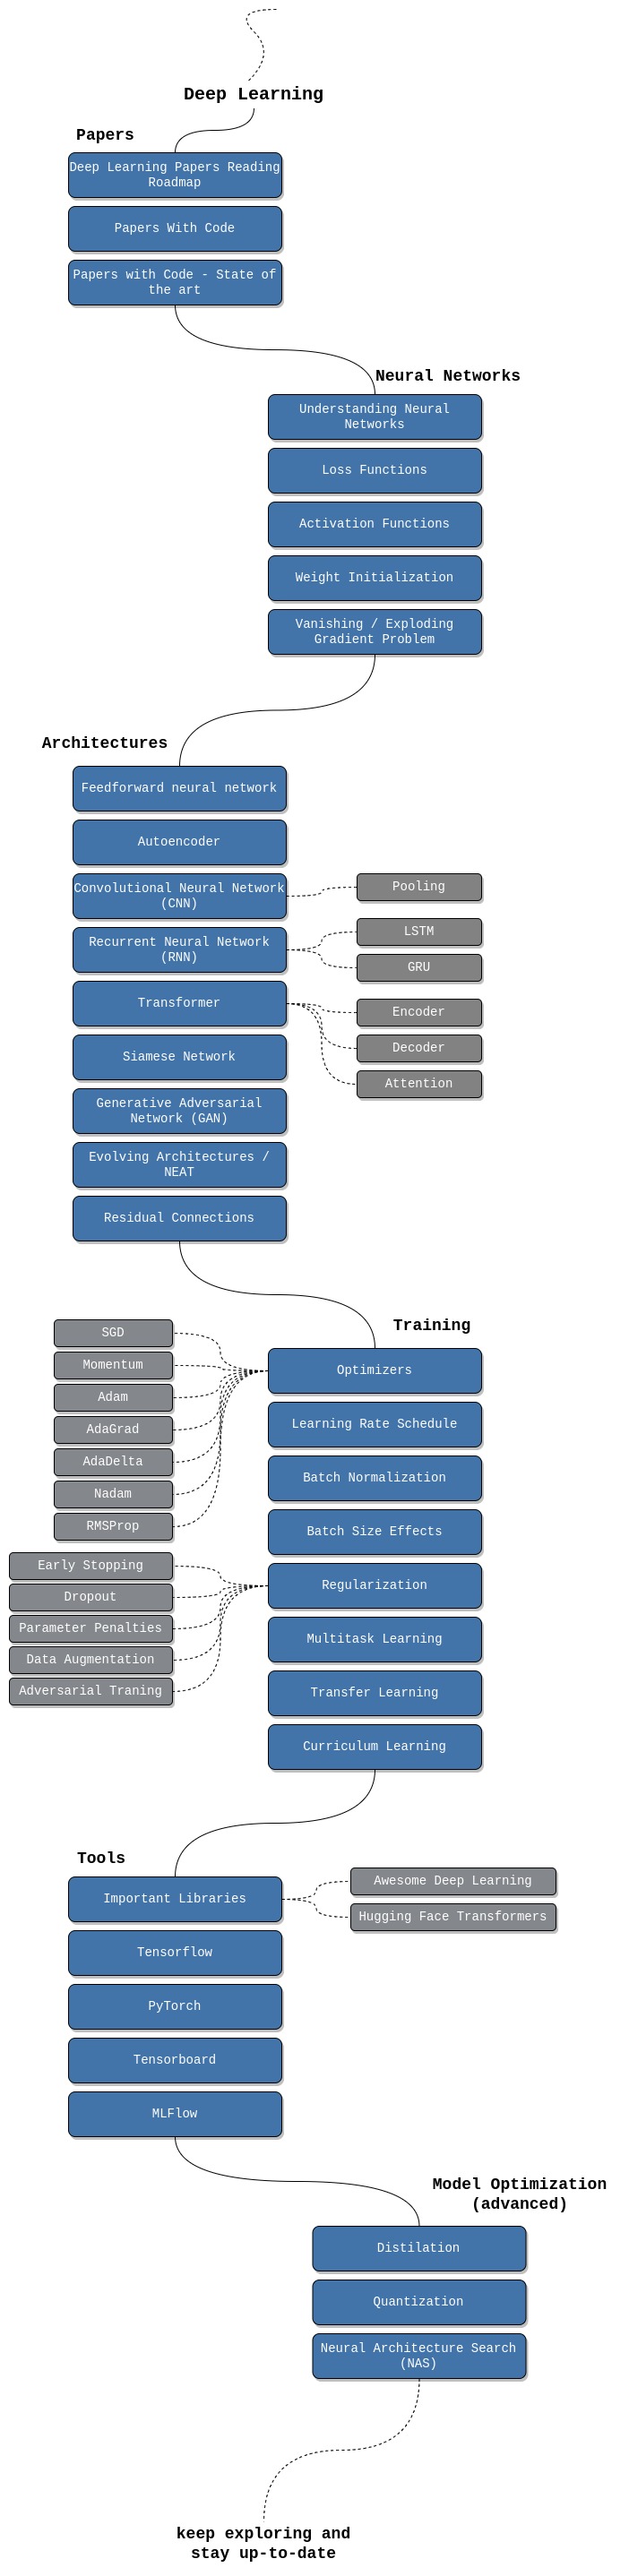 Deep Learning
Papers
Deep Learning Papers Reading
Roadmap
Papers With Code
Papers with Code - State of
the art
Neural Networks
Understanding Neural
Networks
Loss Functions
Activation Functions
Weight Initialization
Vanishing / Exploding
Gradient Problem
Architectures
Feedforward neural network
Autoencoder
Convolutional Neural Network
(CNN)
Pooling
Recurrent Neural Network
(RNN)
LSTM
GRU
Transformer
Encoder
Decoder
Attention
Siamese Network
Generative Adversarial
Network (GAN)
Evolving Architectures /
NEAT
Residual Connections
Training
Optimizers
SGD
Momentum
Adam
AdaGrad
AdaDelta
Nadam
RMSProp
Learning Rate Schedule
Batch Normalization
Batch Size Effects
Regularization
Early Stopping
Dropout
Parameter Penalties
Data Augmentation
Adversarial Traning
Multitask Learning
Transfer Learning
Curriculum Learning
Tools
Important Libraries
Awesome Deep Learning
Hugging Face Transformers
Tensorflow
PyTorch
Tensorboard
MLFlow
Model Optimization
(advanced)
Distilation
Quantization
Neural Architecture Search
(NAS)
keep exploring and
stay up-to-date